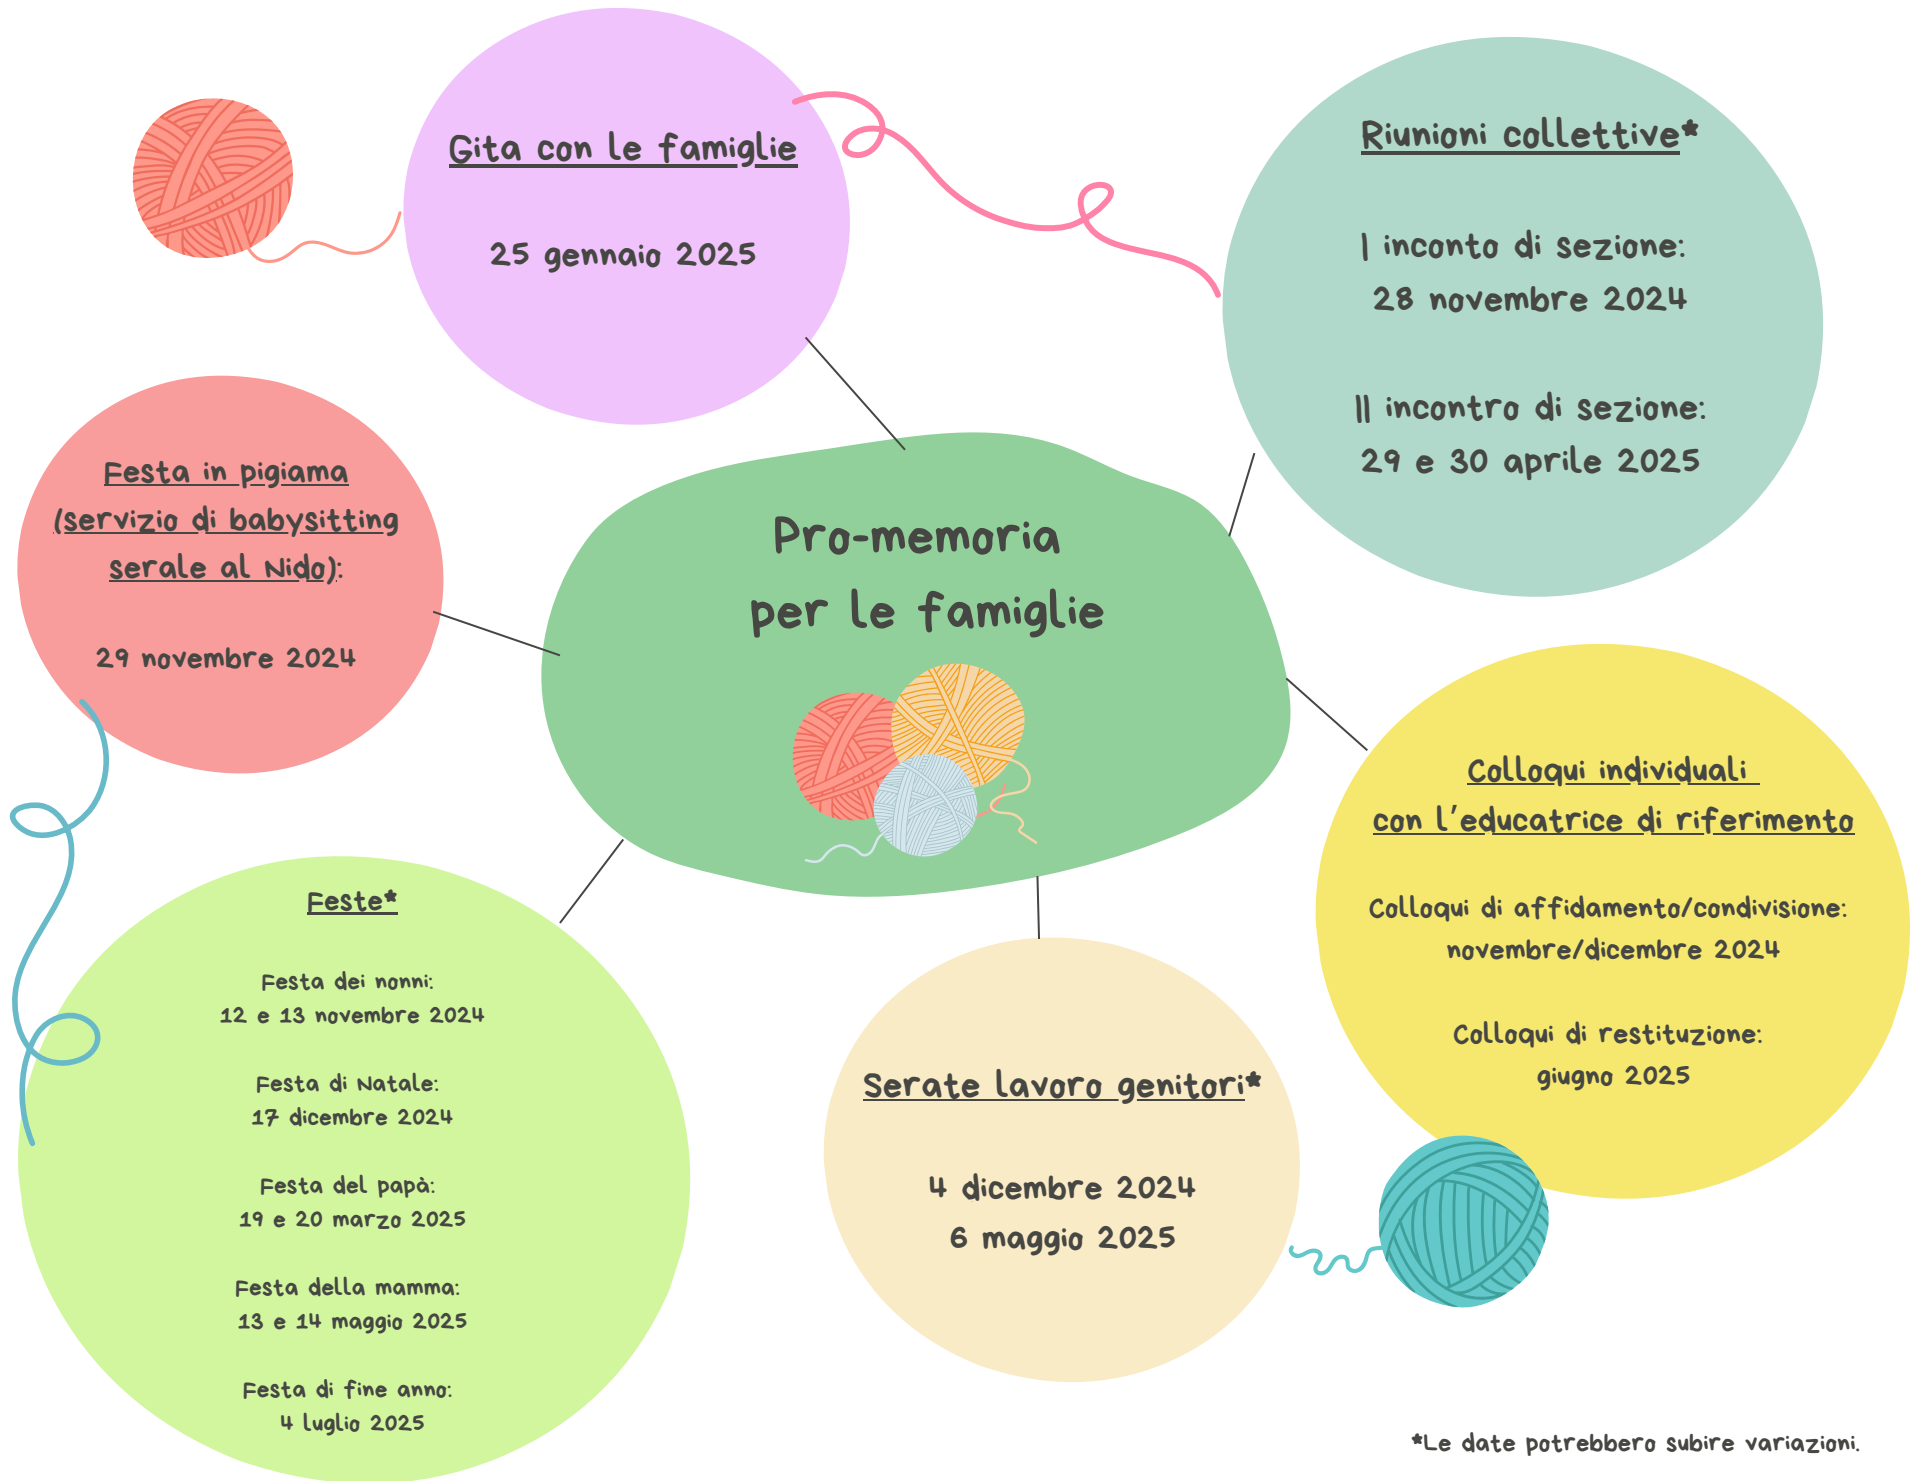 Gita con le famiglie
25 gennaio 2025
Riunioni collettive*
I inconto di sezione:
28 novembre 2024
II incontro di sezione:
29 e 30 aprile 2025
Festa in pigiama
(servizio di babysitting
serale al Nido):
29 novembre 2024
Pro-memoria
per le famiglie
Colloqui individuali
con l'educatrice di riferimento
Colloqui di affidamento/condivisione:
novembre/dicembre 2024
Colloqui di restituzione:
giugno 2025
Feste*
Festa dei nonni:
12 e 13 novembre 2024
Festa di Natale:
17 dicembre 2024
Festa del papà:
19 e 20 marzo 2025
Festa della mamma:
13 e 14 maggio 2025
Festa di fine anno:
4 luglio 2025
Serate lavoro genitori*
4 dicembre 2024
6 maggio 2025
*Le date potrebbero subire variazioni.